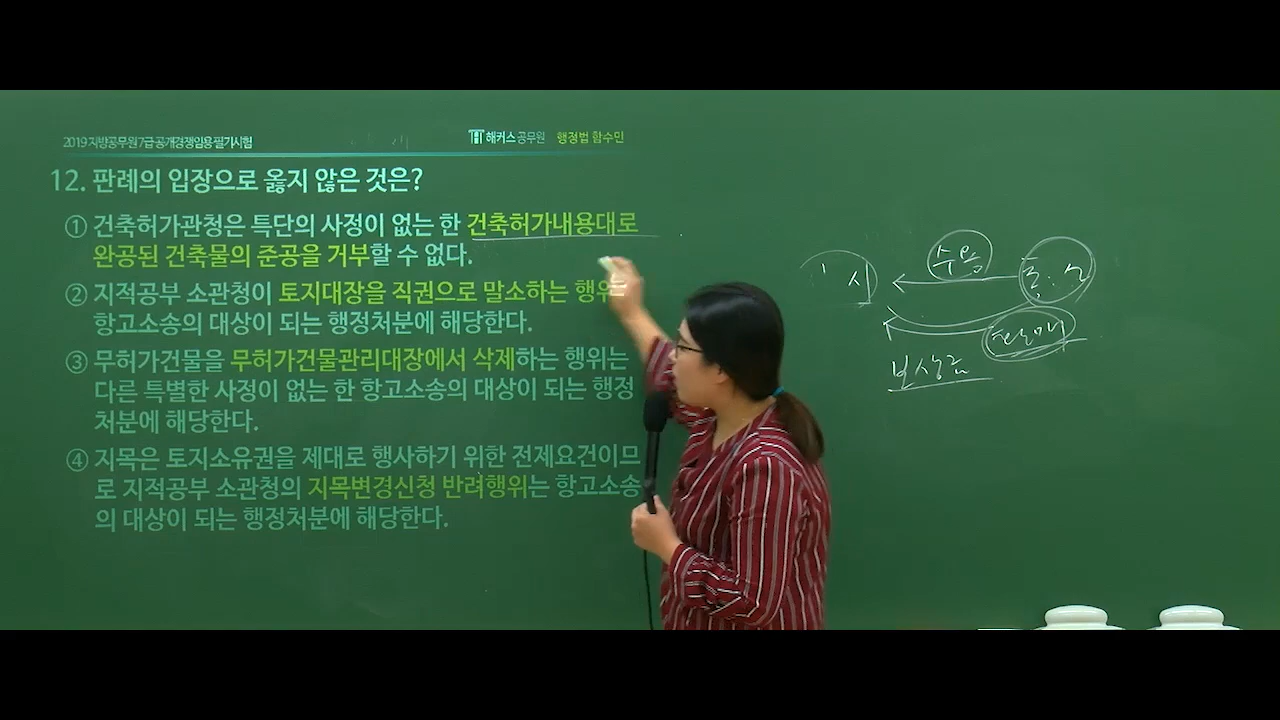 2019 지방공무원 7급 공개경쟁임용 필기시험
해커스 공무원 행정법 함수민
12. 판례의 입장으로 옳지 않은 것은?
① 건축허가관청은 특단의 사정이 없는 한 건축허가내용대로
완공된 건축물의 준공을 거부할 수 없다.
② 지적공부 소관청이 토지대장을 직권으로 말소하는
항고소송의 대상이 되는 행정처분에 해당한다.
③ 무허가건물을 무허가건물관리대장에서 삭제하는 행위는
다른 특별한 사정이 없는 한 항고소송의 대상이 되는 행정
처분에 해당한다.
④ 지목은 토지소유권을 제대로 행사하기 위한 전제요건이므
로 지적공부 소관청의 지목변경신청 반려행위는 항고소송
의 대상이 되는 행정처분에 해당한다.
수용
시
보상금